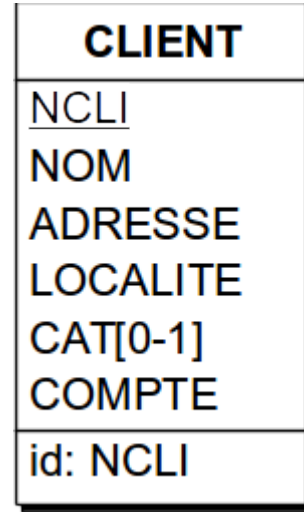 CLIENT
NCLI
NOM
ADRESSE
LOCALITE
CAT[0-1]
COMPTE
id: NCLI